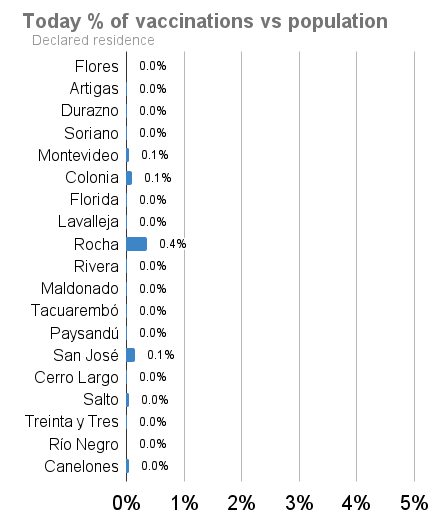 Today % of vaccinations vs population
Declared residence
Flores 0.0%
Artigas 0.0%
Durazno 0.0%
Soriano 0.0%
Montevideo 0.1%
Colonia 0.1%
Florida 0.0%
Lavalleja 0.0%
Rocha 0.4%
Rivera 0.0%
Maldonado 0.0%
Tacuarembó 0.0%
Paysandú 0.0%
San José 0.1%
Cerro Largo 0.0%
Salto 0.0%
Treinta y Tres 0.0%
Río Negro 0.0%
Canelones 0.0%
0% 1% 2% 3% 4% 5%